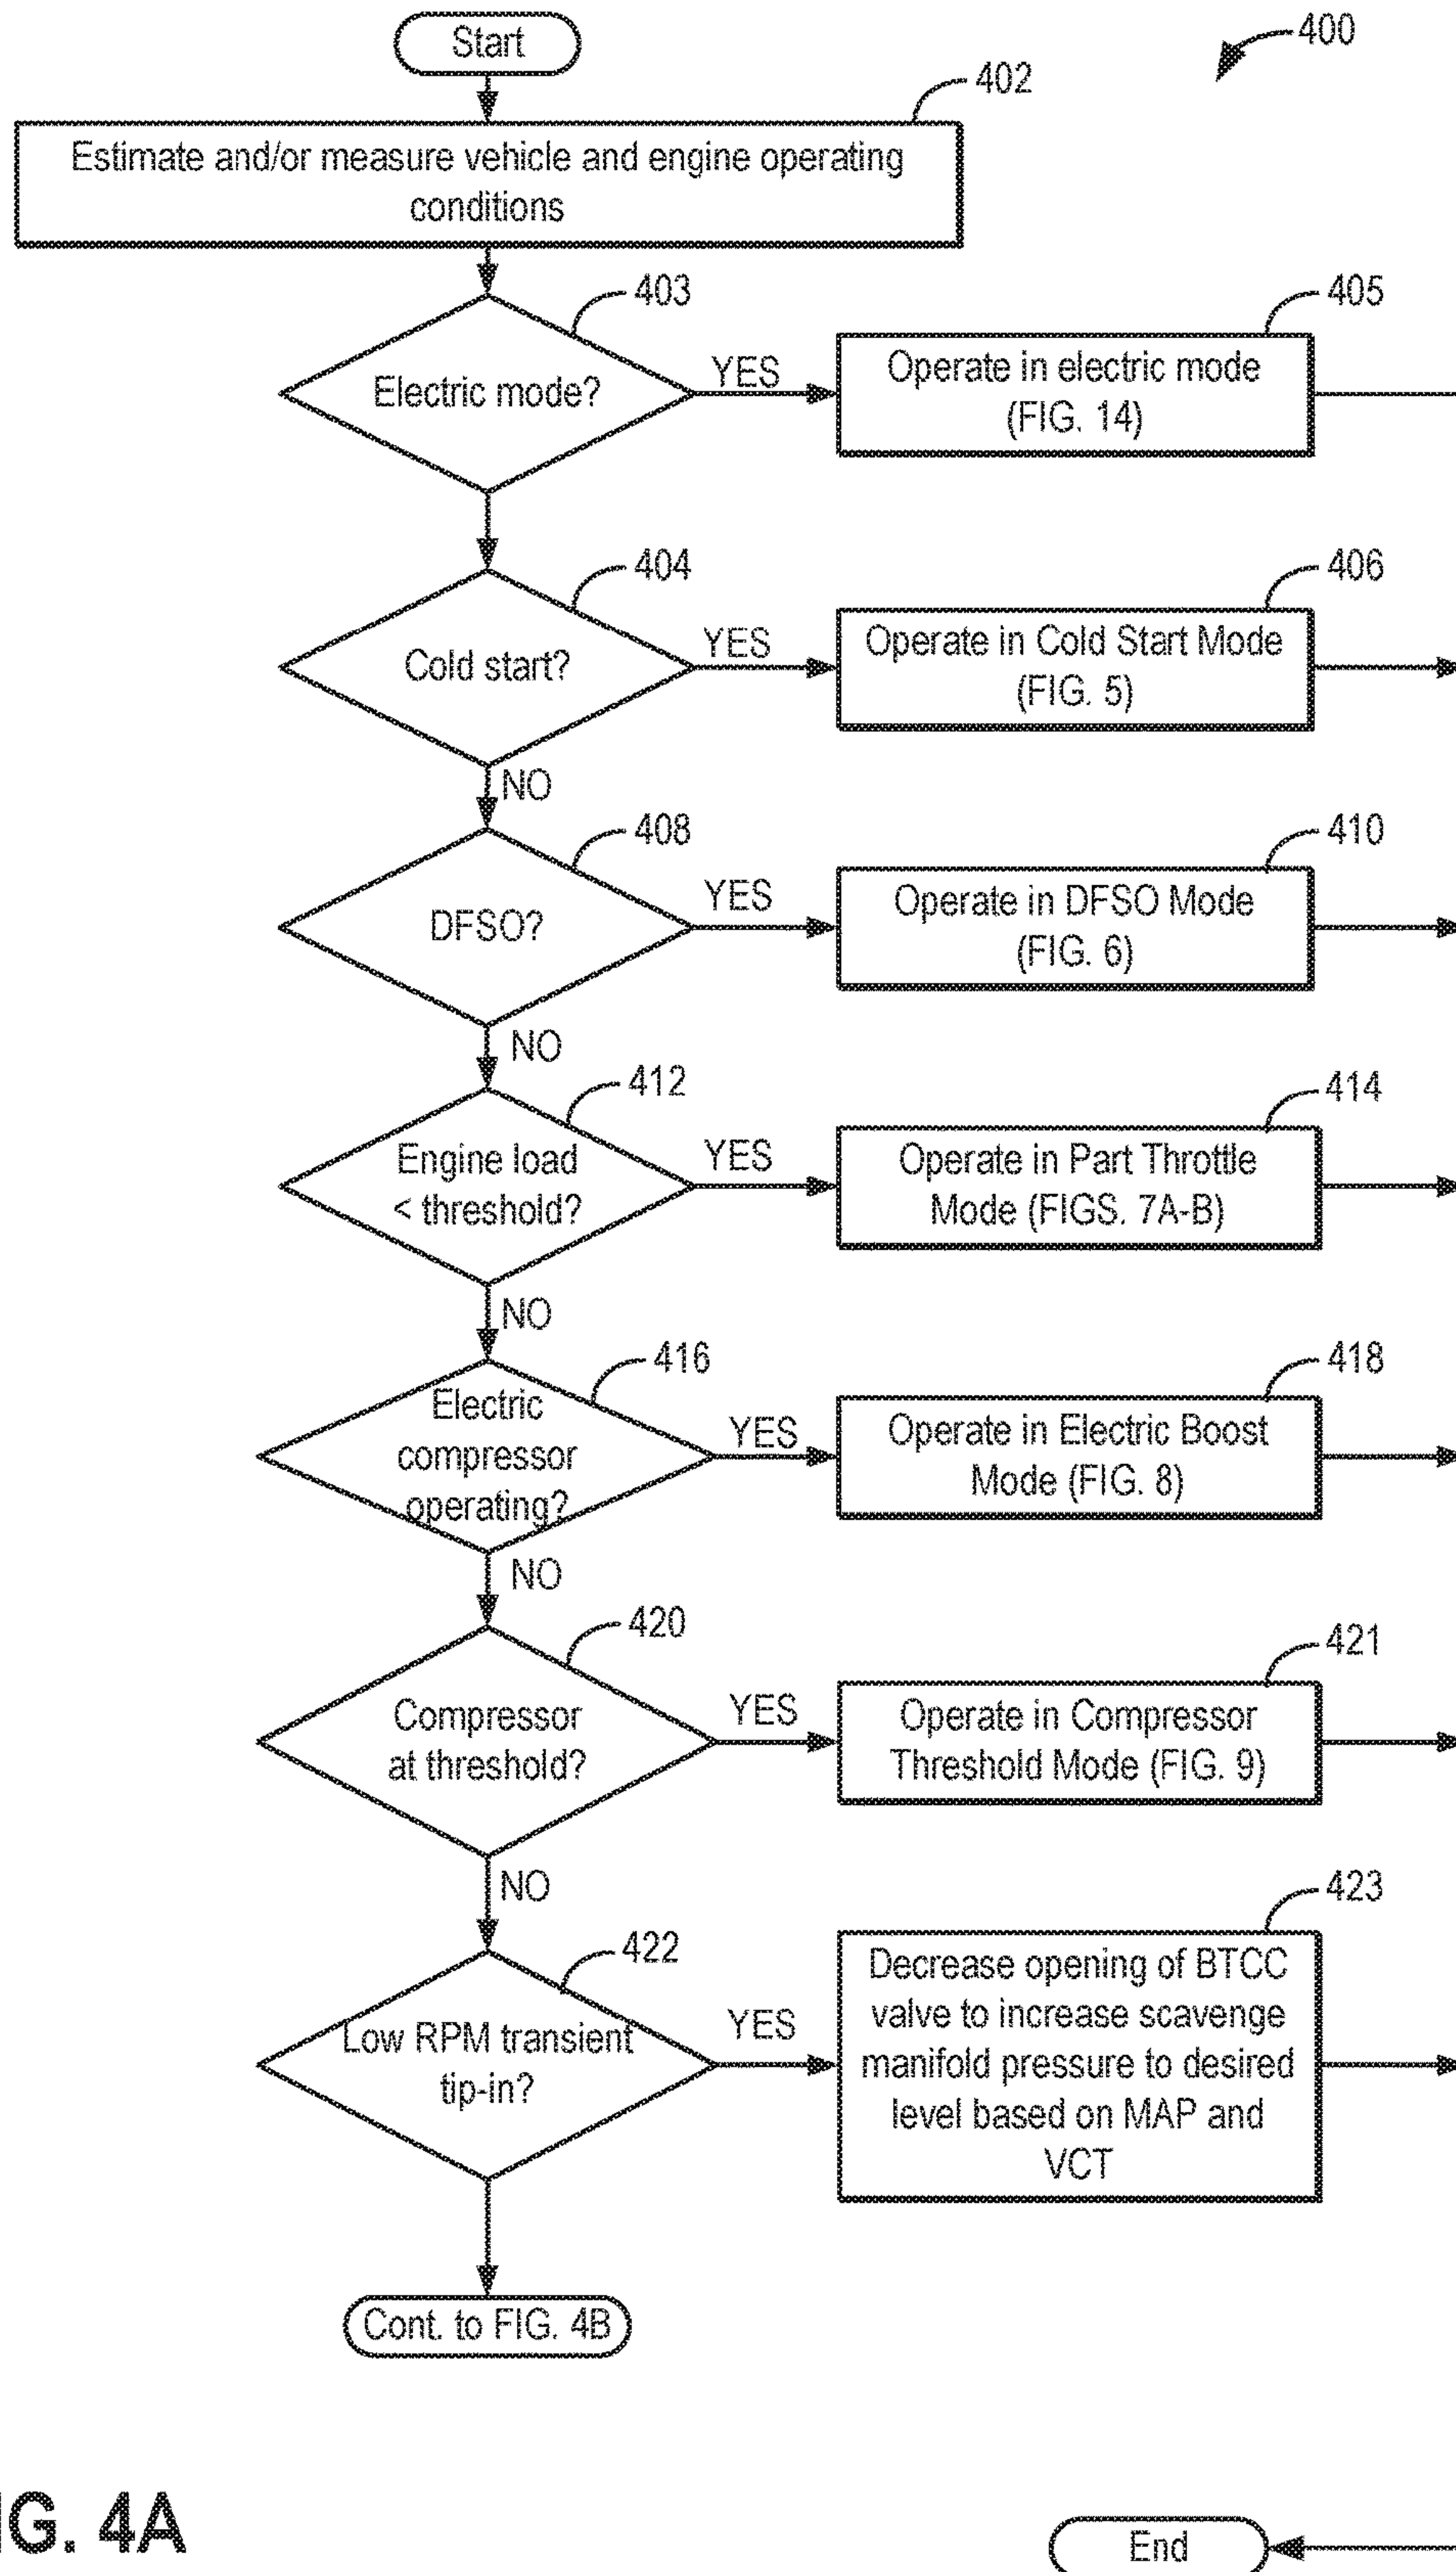 Start
400
402
Estimate and/or measure vehicle and engine operating
conditions
403
Electric mode?
YES
405
Operate in electric mode
(FIG. 14)
404
Cold start?
YES
406
Operate in Cold Start Mode
(FIG. 5)
NO
408
DFSO?
YES
410
Operate in DFSO Mode
(FIG. 6)
NO
412
Engine load
< threshold?
YES
414
Operate in Part Throttle
Mode (FIGS. 7A-B)
NO
416
Electric
compressor
operating?
YES
418
Operate in Electric Boost
Mode (FIG. 8)
NO
420
Compressor
at threshold?
YES
421
Operate in Compressor
Threshold Mode (FIG. 9)
NO
422
Low RPM transient
tip-in?
YES
423
Decrease opening of BTCC
valve to increase scavenge
manifold pressure to desired
level based on MAP and
VCT
Cont. to FIG. 4B
IG. 4A
End